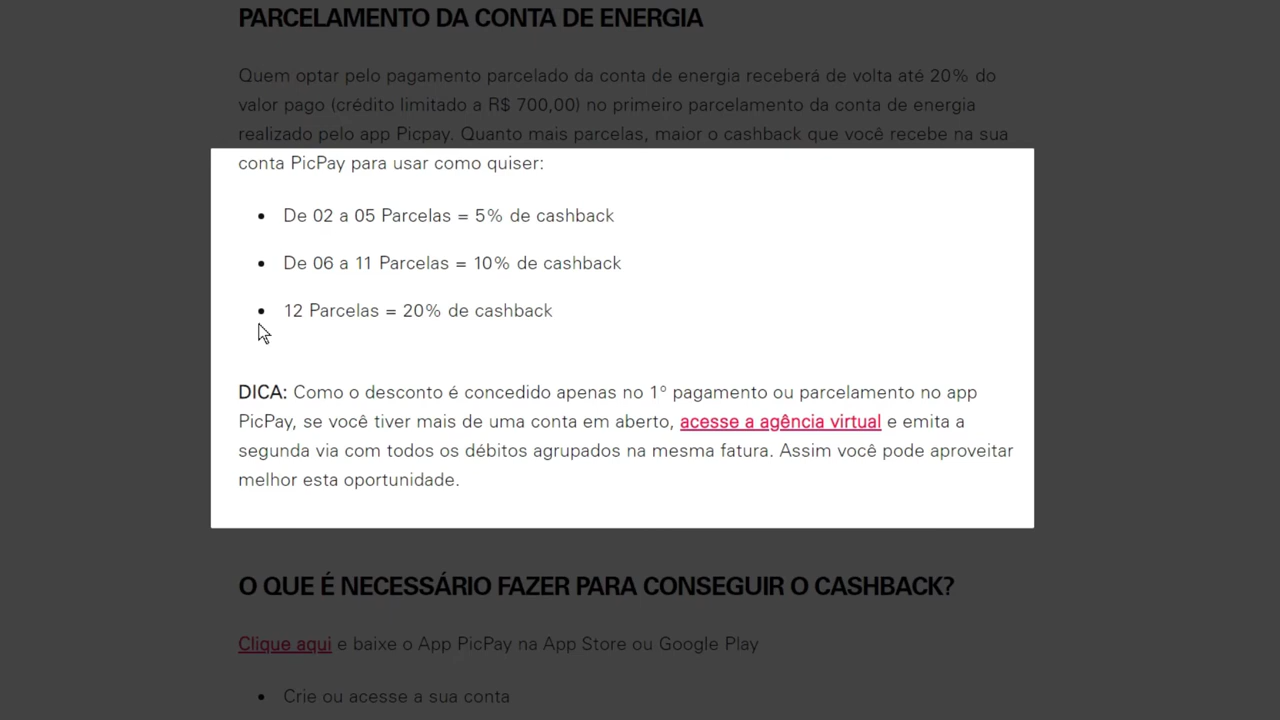 PARCELAMENTO DA CONTA DE ENERGIA
Quem optar pelo pagamento parcelado da conta de energia receberá de volta até 20% do
valor pago (crédito limitado a R$ 700,00) no primeiro parcelamento da conta de energia
realizado pelo app Picpay. Quanto mais parcelas, maior o cashback que você recebe na sua
conta PicPay para usar como quiser:
• De 02 a 05 Parcelas = 5% de cashback
• De 06 a 11 Parcelas = 10% de cashback
• 12 Parcelas = 20% de cashback
DICA: Como o desconto é concedido apenas no 1º pagamento ou parcelamento no app
PicPay, se você tiver mais de uma conta em aberto, acesse a agência virtual e emita a
segunda via com todos os débitos agrupados na mesma fatura. Assim você pode aproveitar
melhor esta oportunidade.
O QUE É NECESSÁRIO FAZER PARA CONSEGUIR O CASHBACK?
Clique aqui e baixe o App PicPay na App Store ou Google Play
• Crie ou acesse a sua conta